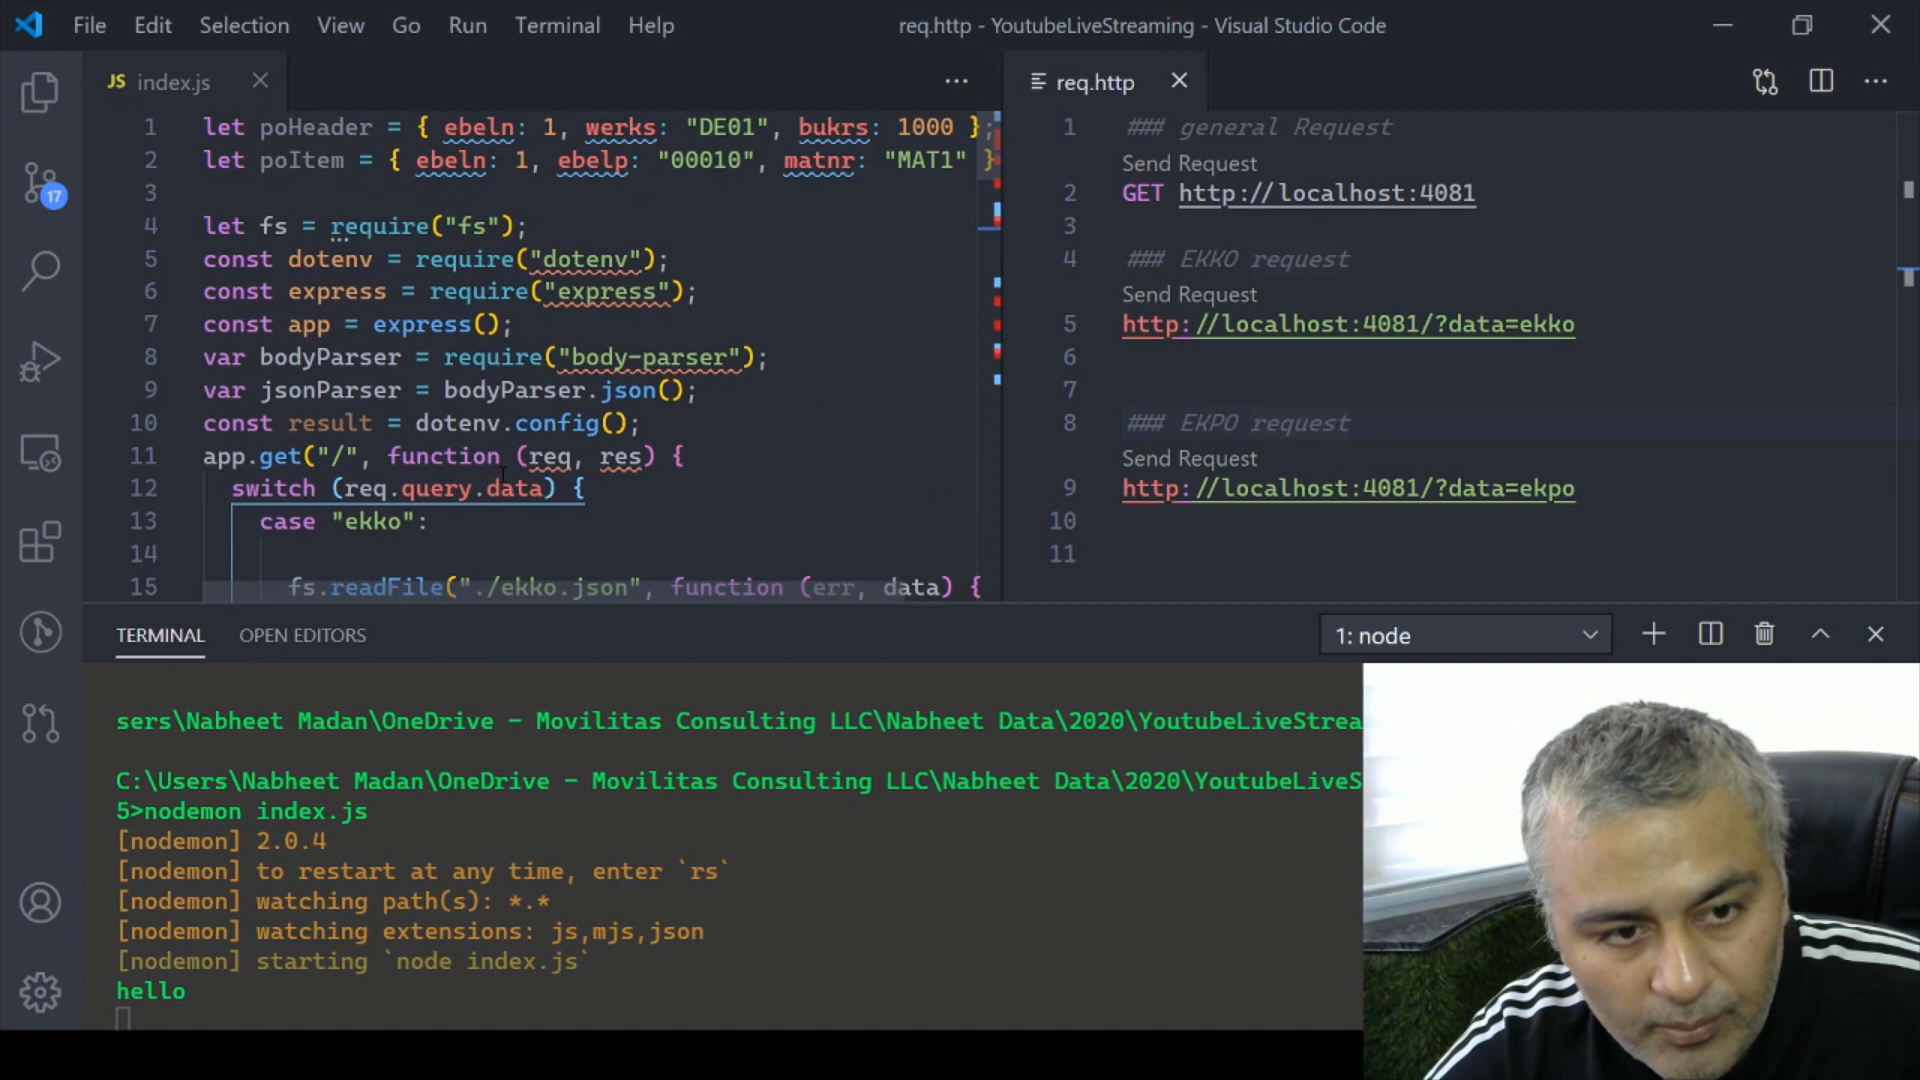 File Edit Selection View Go Run Terminal Help
req.http - YoutubeLiveStreaming - Visual Studio Code
JS index.js
1 let poHeader = { ebeln: 1, werks: "DE01", bukrs: 1000 };
2 let poItem = { ebeln: 1, ebelp: "00010", matnr: "MAT1" }
3
4 let fs = require("fs");
5 const dotenv = require("dotenv");
6 const express = require("express");
7 const app = express();
8 var bodyParser = require("body-parser");
9 var jsonParser = bodyParser.json();
10 const result = dotenv.config();
11 app.get("/", function (req, res) {
12 switch (req.query.data) {
13 case "ekko":
14
15 fs.readFile("./ekko.json", function (err, data) {
req.http
1 ### general Request
Send Request
2 GET http://localhost:4081
3
4 ### EKKO request
Send Request
5 http://localhost:4081/?data=ekko
6
7
8 ### EKPO request
Send Request
9 http://localhost:4081/?data=ekpo
10
11
17
TERMINAL OPEN EDITORS
1: node
sers\Nabheet Madan\OneDrive - Movilitas Consulting LLC\Nabheet Data\2020\YoutubeLiveStrea
C:\Users\Nabheet Madan\OneDrive - Movilitas Consulting LLC\Nabheet Data\2020\YoutubeLiveS
5>nodemon index.js
[nodemon] 2.0.4
[nodemon] to restart at any time, enter `rs`
[nodemon] watching path(s): *.*
[nodemon] watching extensions: js,mjs,json
[nodemon] starting `node index.js`
hello